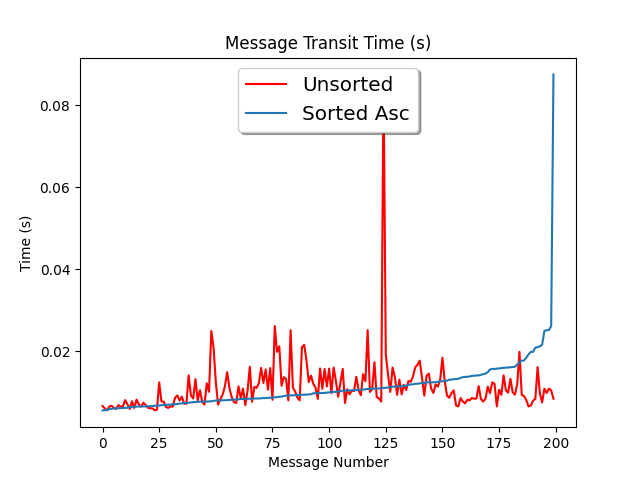 Message Transit Time (s)
Unsorted
Sorted Asc
0.08
0.06
0.04
0.02
Time (s)
0 25 50 75 100 125 150 175 200
Message Number